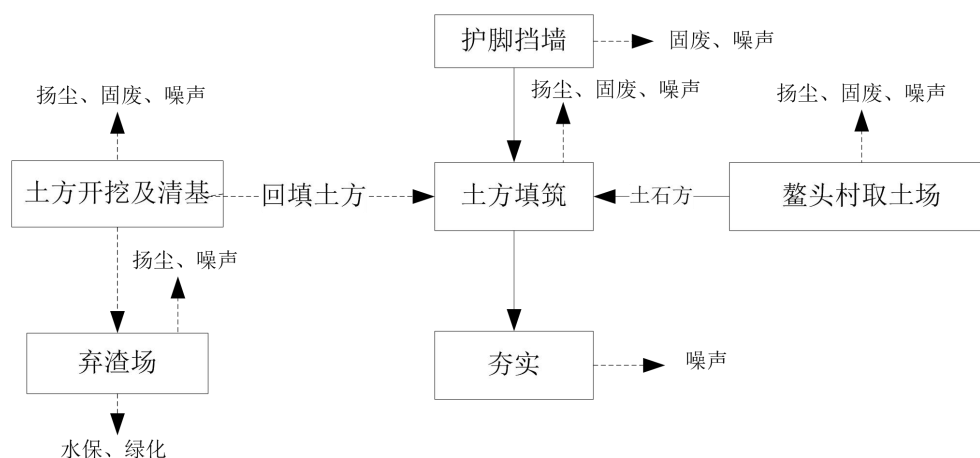 护脚挡墙
固废、噪声
扬尘、固废、噪声
扬尘、固废、噪声
扬尘、固废、噪声
土方开挖及清基
回填土方
土方填筑
土石方
鳌头村取土场
扬尘、噪声
弃渣场
夯实
噪声
水保、绿化